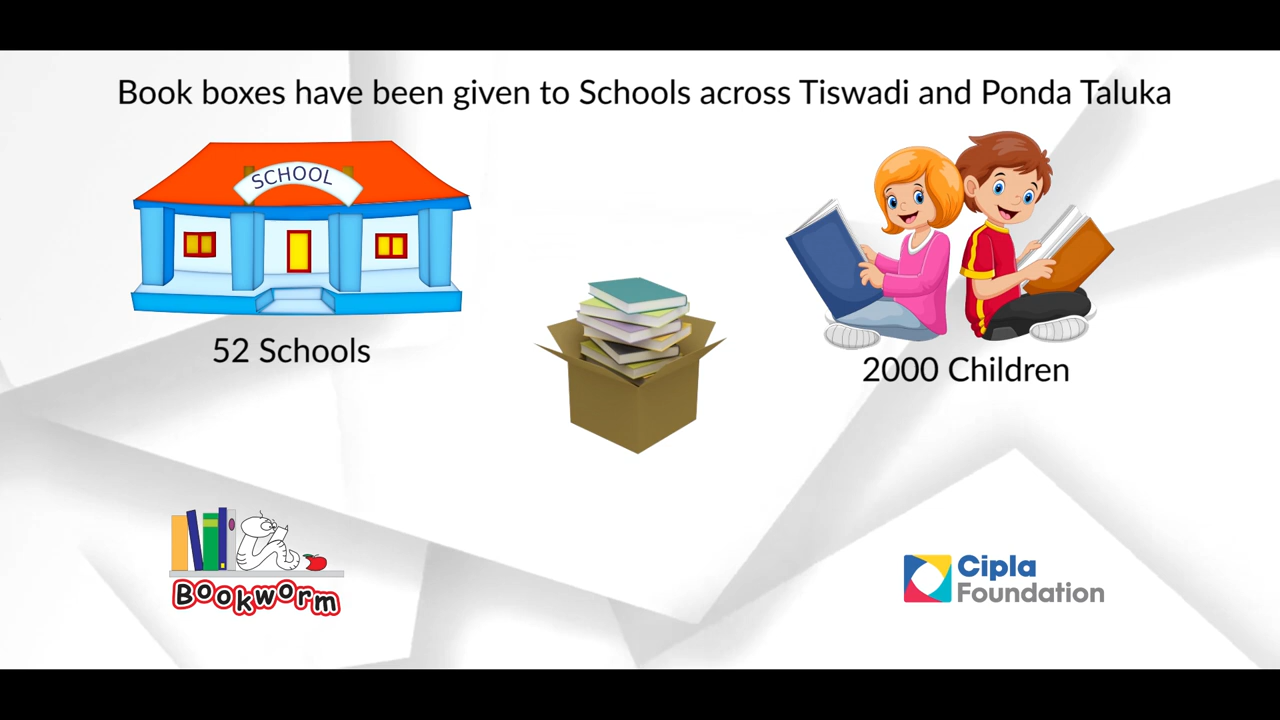 Book boxes have been given to Schools across Tiswadi and Ponda Taluka
SCHOOL
52 Schools
2000 Children
Bookworm
Cipla
Foundation